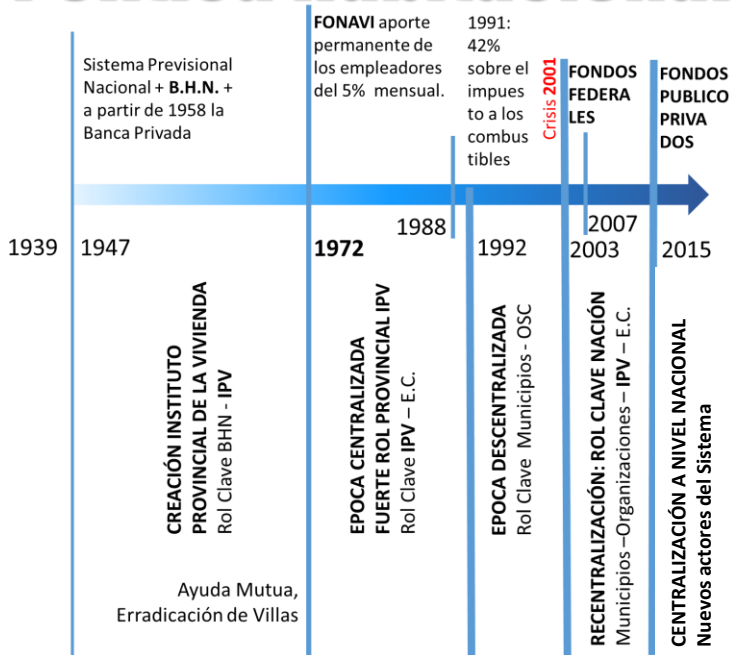 Sistema Previsional
Nacional + B.H.N. +
a partir de 1958 la
Banca Privada
FONAVI aporte
permanente de
los empleadores
del 5% mensual.
1991:
42%
sobre el
impues
to a los
combus
tibles
Crisis 2001
FONDOS
FEDERA
LES
FONDOS
PUBLICO
PRIVA
DOS
1939
1947
1972
1988
1992
2003
2007
2015
CREACIÓN INSTITUTO
PROVINCIAL DE LA VIVIENDA
Rol Clave BHN - IPV
Ayuda Mutua,
Erradicación de Villas
EPOCA CENTRALIZADA
FUERTE ROL PROVINCIAL IPV
Rol Clave IPV – E.C.
EPOCA DESCENTRALIZADA
Rol Clave Municipios - OSC
RECENTRALIZACIÓN: ROL CLAVE NACIÓN
Municipios –Organizaciones – IPV – E.C.
CENTRALIZACIÓN A NIVEL NACIONAL
Nuevos actores del Sistema